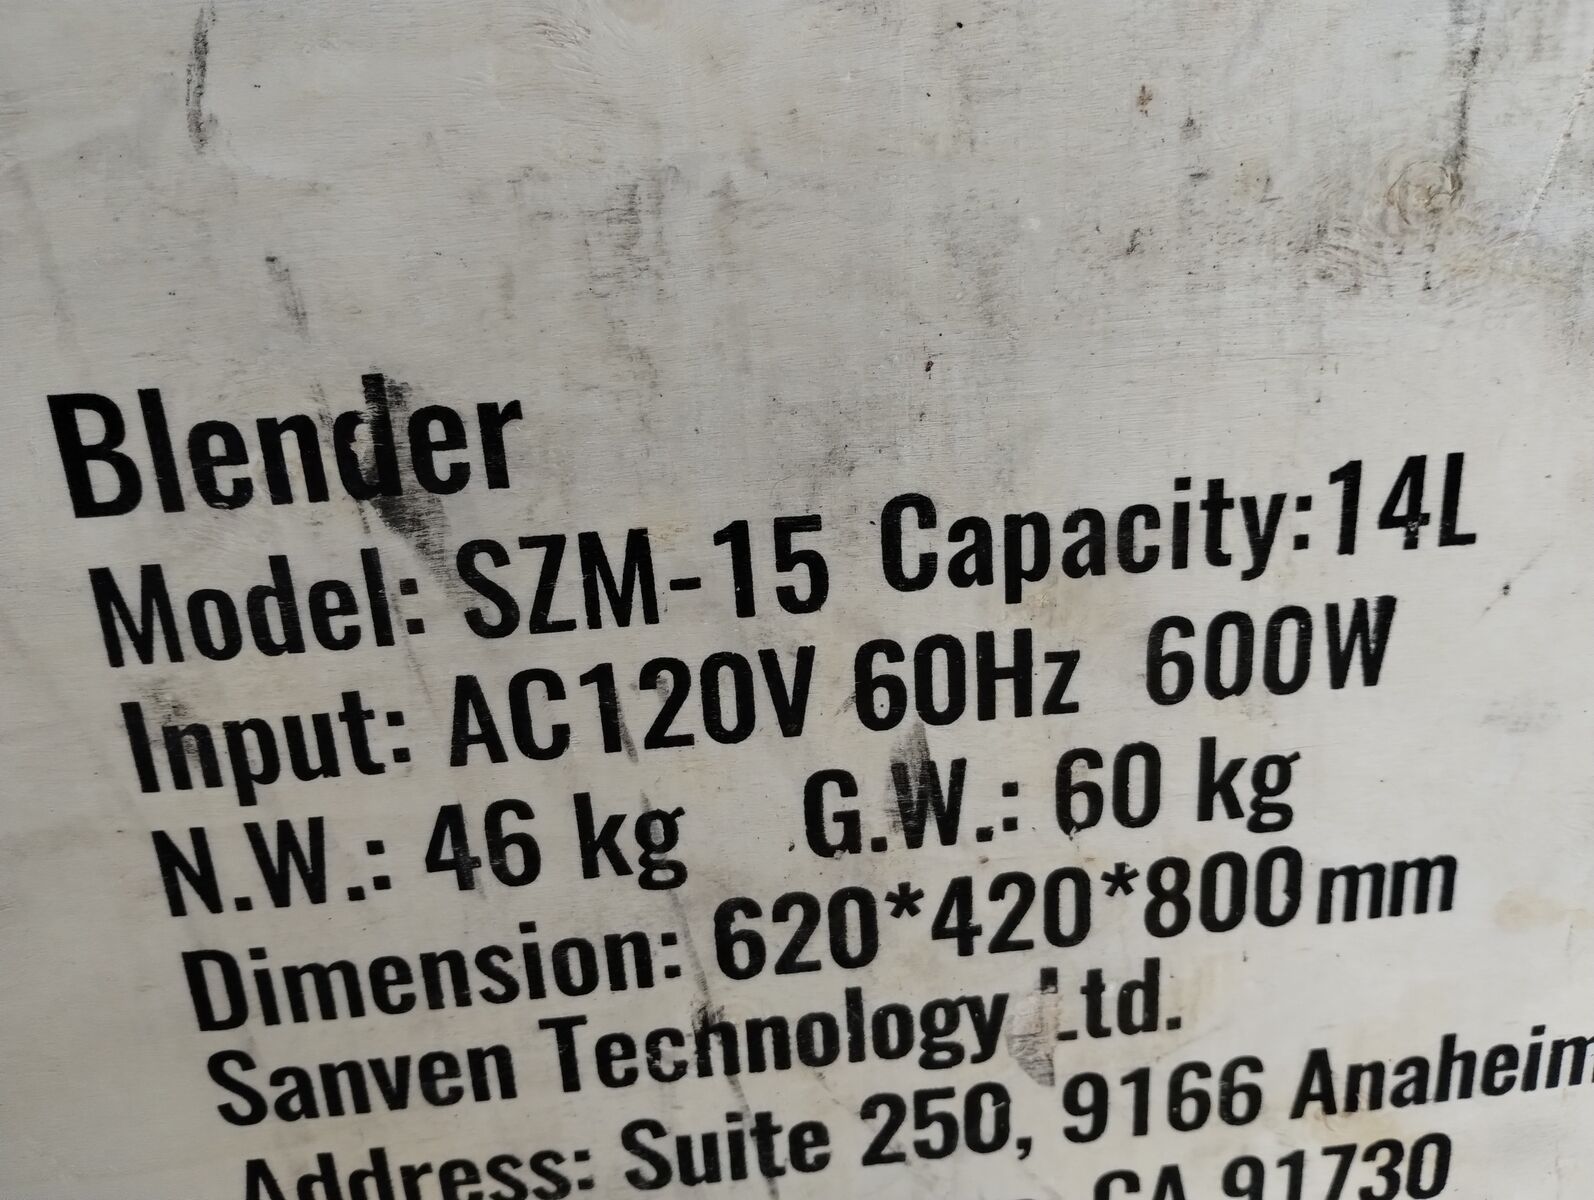 Blender
Model: SZM-15 Capacity:14L
Input: AC120V 60Hz 600W
N.W.: 46 kg G.W.: 60 kg
Dimension: 620*420*800mm
Sanven Technology Ltd.
Address: Suite 250, 9166 Anaheim
CA 91730